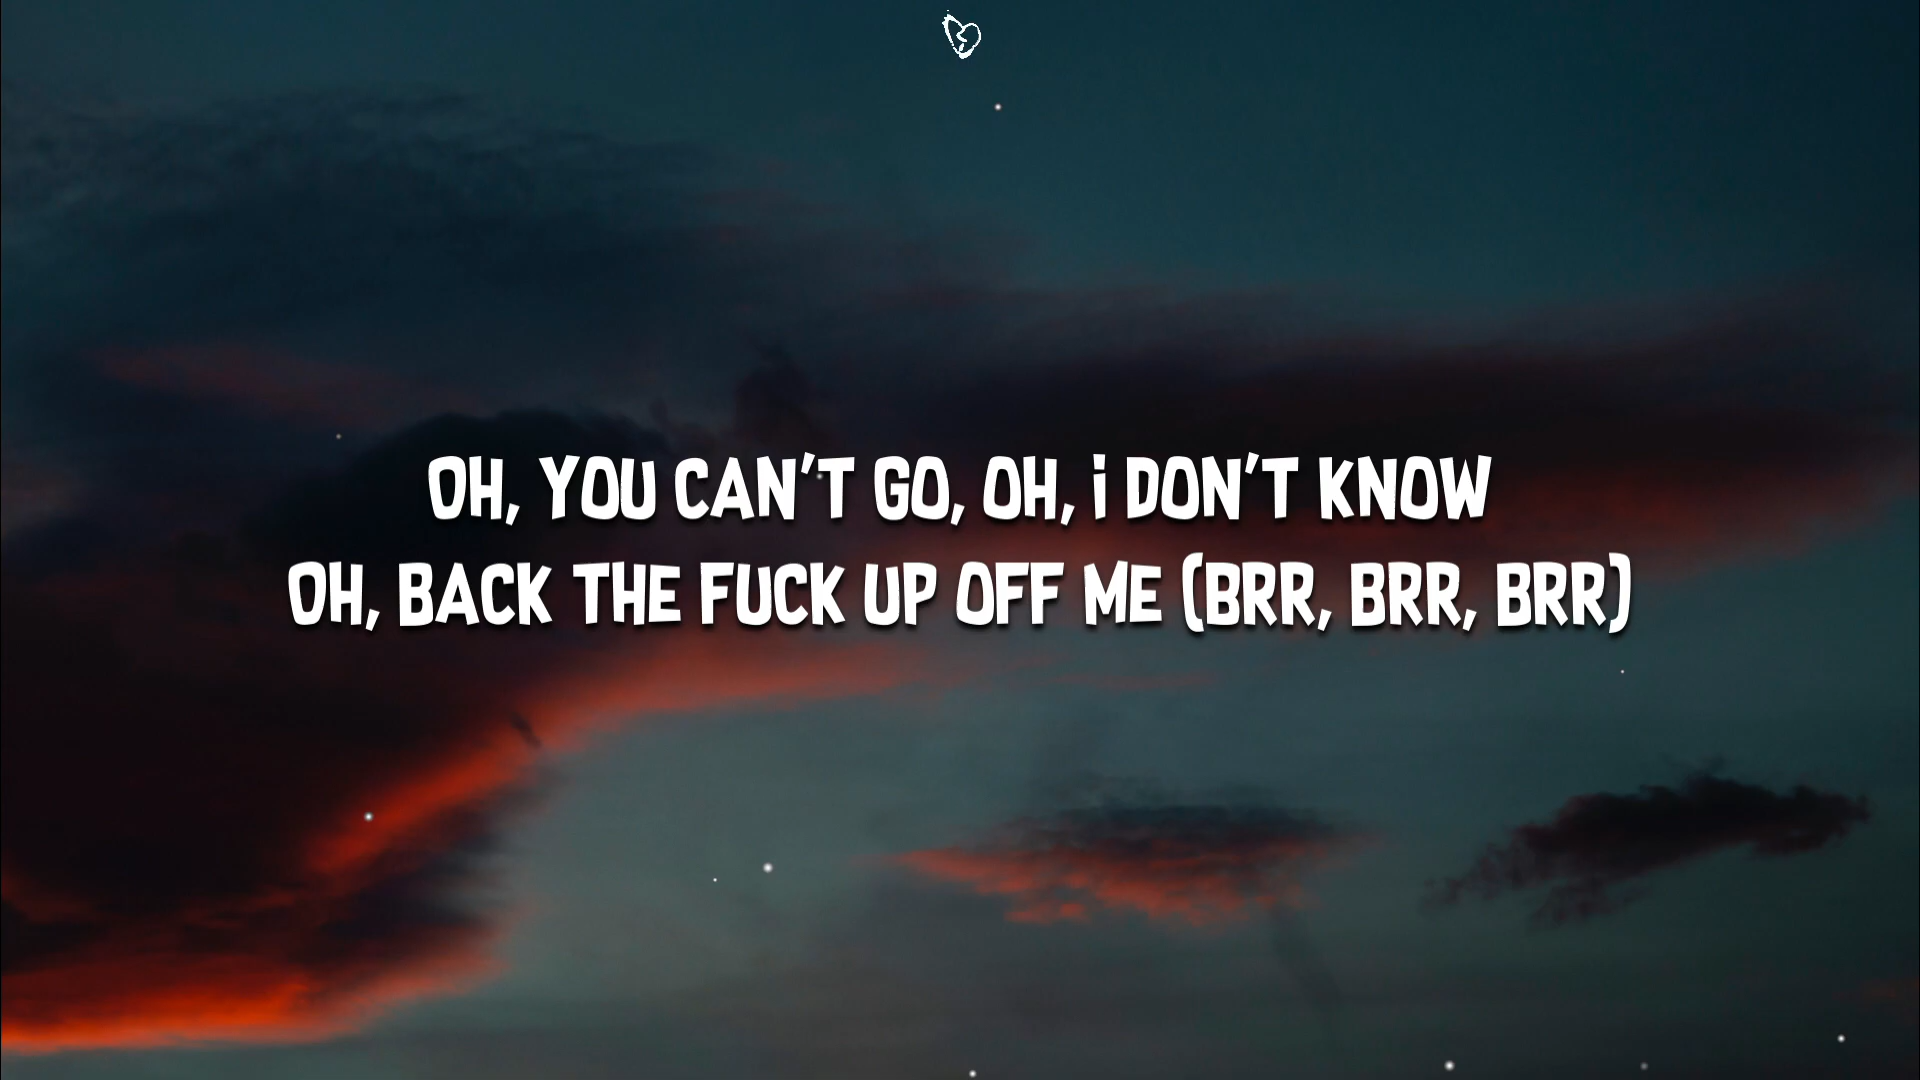 OH, YOU CAN'T GO, OH, i DON'T KNOW
OH, BACK THE FUCK UP OFF ME (BRR, BRR, BRR)